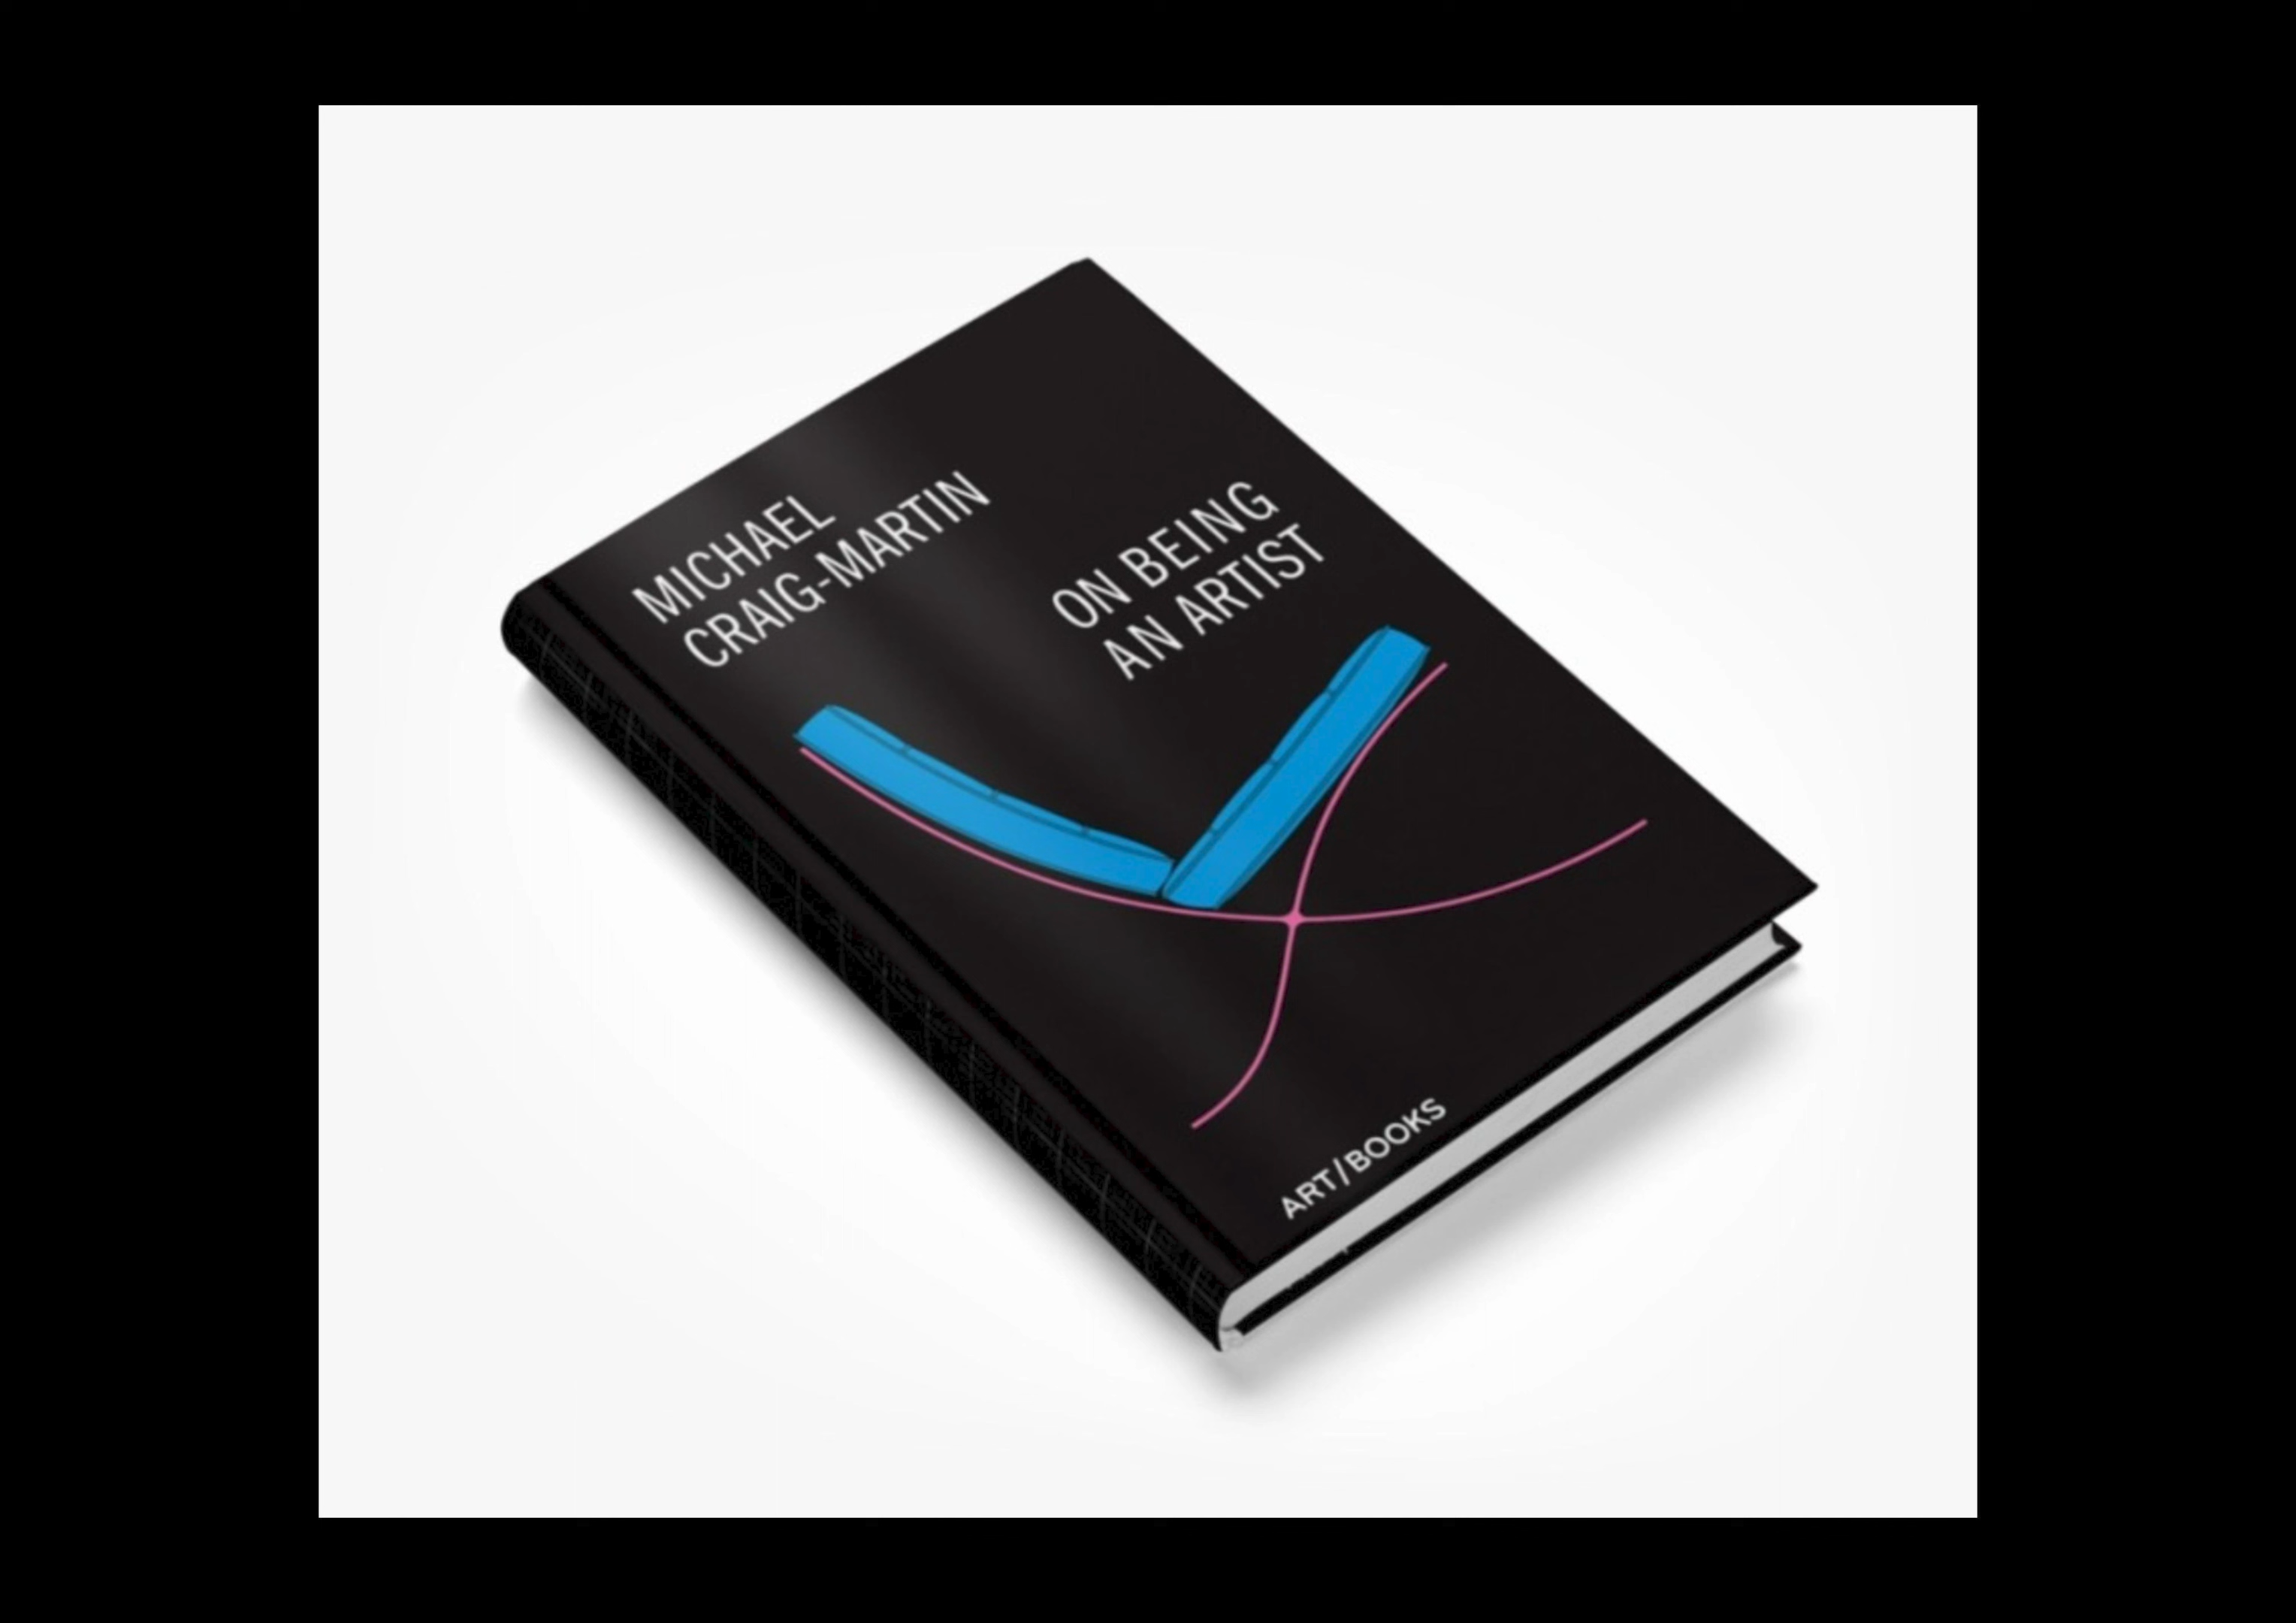 MICHAEL
CRAIG-MARTIN
ON BEING
AN ARTIST
ART/BOOKS